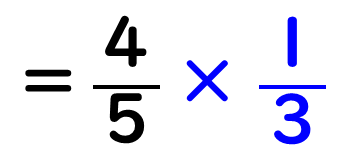 = 4/5 × 1/3